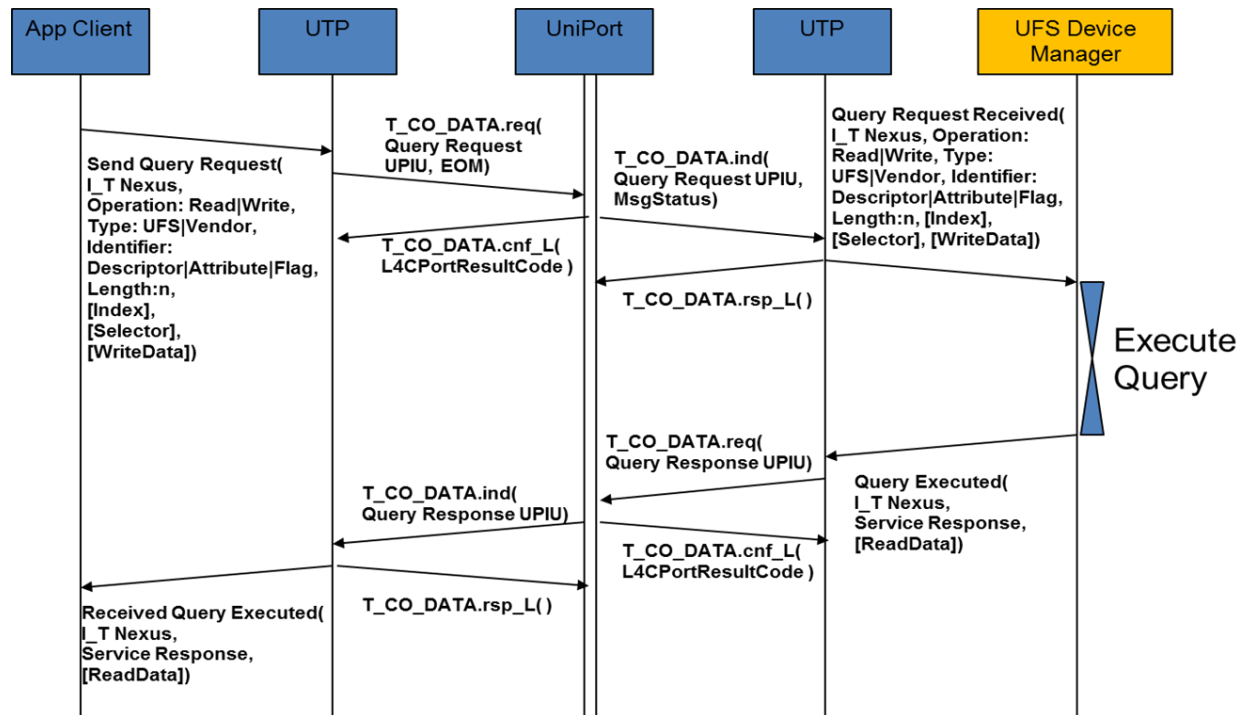 App Client
UTP
UniPort
UTP
UFS Device
Manager
Send Query Request(
I_T Nexus,
Operation: Read|Write,
Type: UFS|Vendor,
Identifier:
Descriptor|Attribute|Flag,
Length:n,
[Index],
[Selector],
[WriteData])
T_CO_DATA.req(
Query Request
UPIU, EOM)
T_CO_DATA.cnf_L(
L4CPortResultCode)
T_CO_DATA.ind(
Query Request UPIU,
MsgStatus)
T_CO_DATA.rsp_L()
Query Request Received(
I_T Nexus, Operation:
Read|Write, Type:
UFS|Vendor, Identifier:
Descriptor|Attribute|Flag,
Length:n, [Index],
[Selector], [WriteData])
Execute
Query
T_CO_DATA.req(
Query Response UPIU)
Query Executed(
I_T Nexus,
Service Response,
[ReadData])
T_CO_DATA.ind(
Query Response UPIU)
T_CO_DATA.cnf_L(
L4CPortResultCode)
T_CO_DATA.rsp_L()
Received Query Executed(
I_T Nexus,
Service Response,
[ReadData])